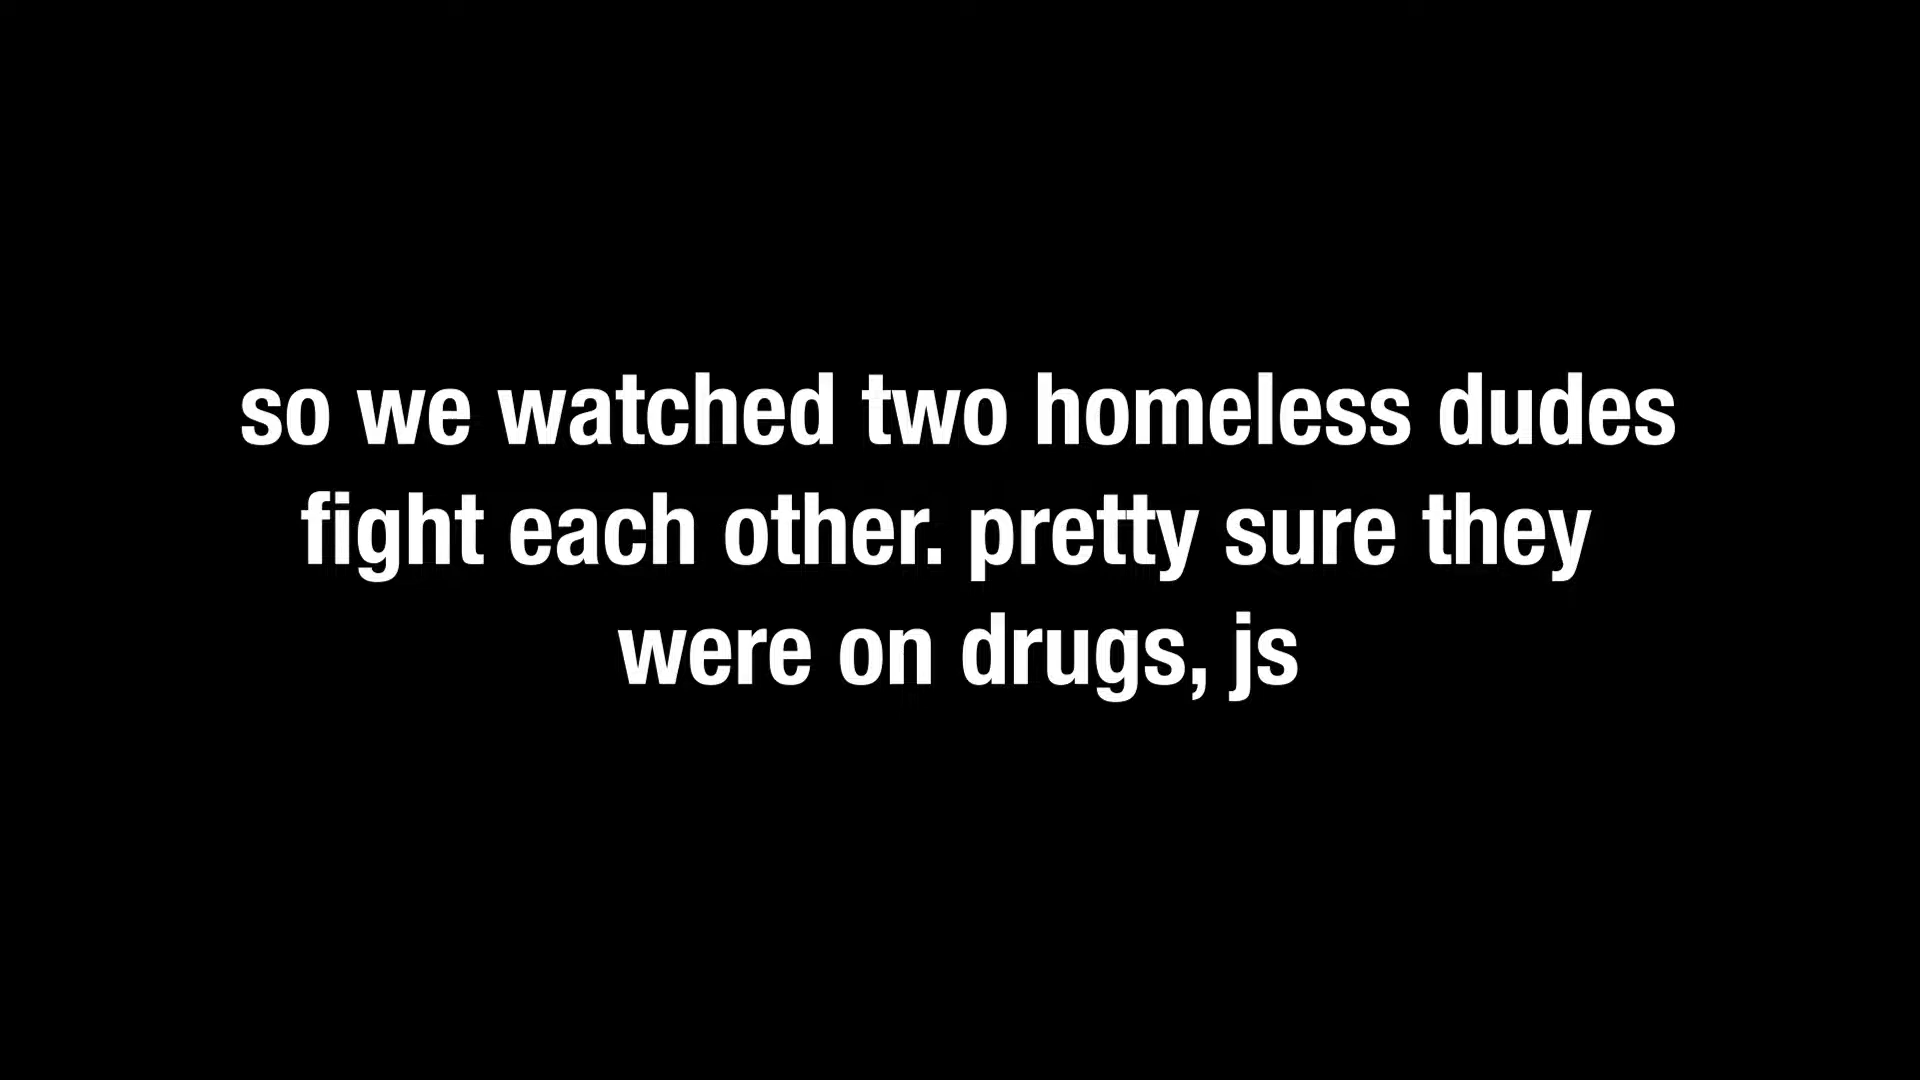 so we watched two homeless dudes
fight each other. pretty sure they
were on drugs, js